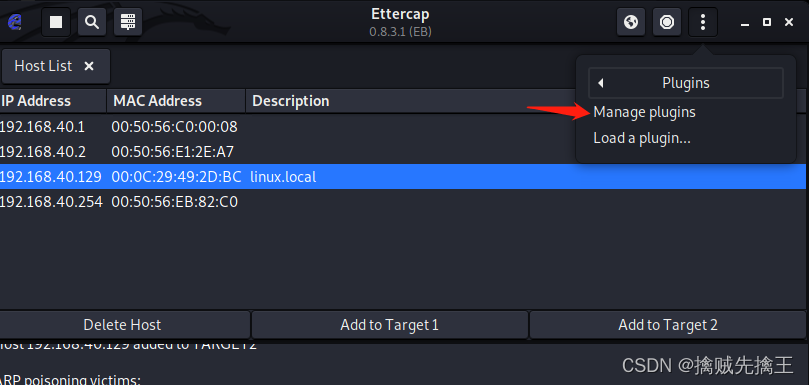 Ettercap
0.8.3.1 (EB)
Host List ×
Plugins
Manage plugins
Load a plugin...
IP Address MAC Address Description
192.168.40.1 00:50:56:C0:00:08
192.168.40.2 00:50:56:E1:2E:A7
192.168.40.129 00:0C:29:49:2D:BC linux.local
192.168.40.254 00:50:56:EB:82:C0
Delete Host Add to Target 1 Add to Target 2
Host 192.168.40.129 added to TARGET2
ARP poisoning victims:
CSDN @擒贼先擒王